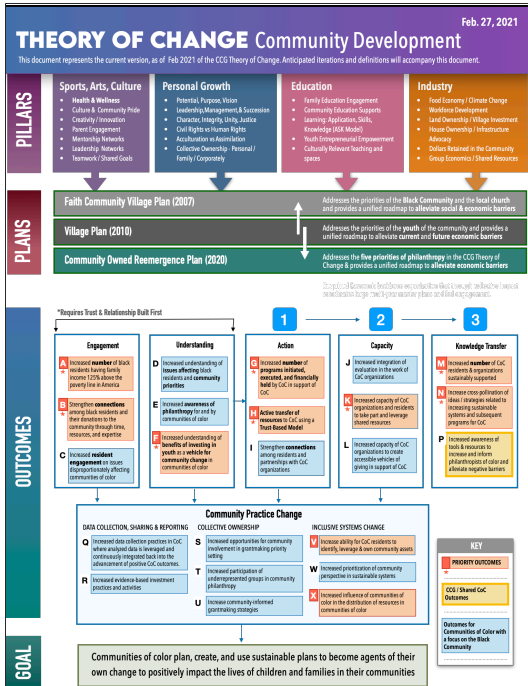 Feb. 27, 2021
THEORY OF CHANGE Community Development
This document represents the current version, as of Feb 2021 of the CCG Theory of Change. Anticipated iterations and definitions will accompany this document.
PILLARS
Sports, Arts, Culture
• Health & Wellness
• Culture & Community Pride
• Creativity / Innovation
• Parent Engagement
• Mentorship Networks
• Leadership Networks
• Teamwork / Shared Goals
Personal Growth
• Potential, Purpose, Vision
• Leadership,Management,& Succession
• Character, Integrity, Unity, Justice
• Civil Rights vs Human Rights
• Acculturation vs Assimilation
• Collective Ownership - Personal /
Family / Corporately
Education
• Family Education Engagement
• Community Education Supports
• Learning: Application, Skills,
Knowledge (ASK Model)
• Youth Entrepreneurial Empowerment
• Culturally Relevant Teaching and
spaces
Industry
• Food Economy / Climate Change
• Workforce Development
• Land Ownership / Village Investment
• House Ownership / Infrastructure
Advocacy
• Dollars Retained in the Community
• Group Economics / Shared Resources
PLANS
Faith Community Village Plan (2007)
Addresses the priorities of the Black Community and the local church
and provides a unified roadmap to alleviate social & economic barriers
Village Plan (2010)
Addresses the priorities of the youth of the community and provides a
unified roadmap to alleviate current and future economic barriers
Community Owned Reemergence Plan (2020)
Addresses the five priorities of philanthropy in the CCG Theory of
Change & provides a unified roadmap to alleviate economic barriers
OUTCOMES
*Requires Trust & Relationship Built First
1
2
3
Engagement
A Increased number of black
* residents having family
income 125% above the
poverty line in America
B Strengthen connections
* among black residents and
their donations to the
community through time,
resources, and expertise
C Increased resident
engagement on issues
disproportionately affecting
communities of color
Understanding
D Increased understanding of
issues affecting black
residents and community
priorities
E Increased awareness of
philanthropy for and by
communities of color
F Increased understanding of
* benefits of investing in
youth as a vehicle for
community change in
communities of color
Action
G Increased number of
* programs initiated,
executed, and financially
held by CoC in support of
CoC
H Active transfer of
* resources to CoC using a
Trust-Based Model
I Strengthen connections
among residents and
partnerships with CoC
organizations
Capacity
J Increased integration of
evaluation in the work of
CoC organizations
K Increased capacity of CoC
* organizations and residents
to take part and leverage
shared resources
L Increased capacity of CoC
organizations to create
accessible vehicles of
giving in support of CoC
Knowledge Transfer
M Increased number of CoC
* residents & organizations
sustainably supported
N Increase cross-pollination of
* ideas / strategies related to
increasing sustainable
systems and subsequent
programs for CoC
P Increased awareness of
tools & resources to
increase and inform
philanthropists of color and
alleviate negative barriers
Community Practice Change
DATA COLLECTION, SHARING & REPORTING
Q Increased data collection practices in CoC
where analyzed data is leveraged and
continuously integrated back into the
advancement of positive CoC outcomes.
R Increased evidence-based investment
practices and activities
COLLECTIVE OWNERSHIP
S Increased opportunities for community
involvement in grantmaking priority
setting
T Increased participation of
underrepresented groups in community
philanthropy
U Increase community-informed
grantmaking strategies
INCLUSIVE SYSTEMS CHANGE
V Increase ability for CoC residents to
identify, leverage & own community assets
W Increased prioritization of community
perspective in sustainable systems
X Increased influence of communities of
color in the distribution of resources in
communities of color
KEY
PRIORITY OUTCOMES
*
CCG / Shared CoC
Outcomes
Outcomes for
Communities of Color with
a focus on the Black
Community
GOAL
Communities of color plan, create, and use sustainable plans to become agents of their
own change to positively impact the lives of children and families in their communities